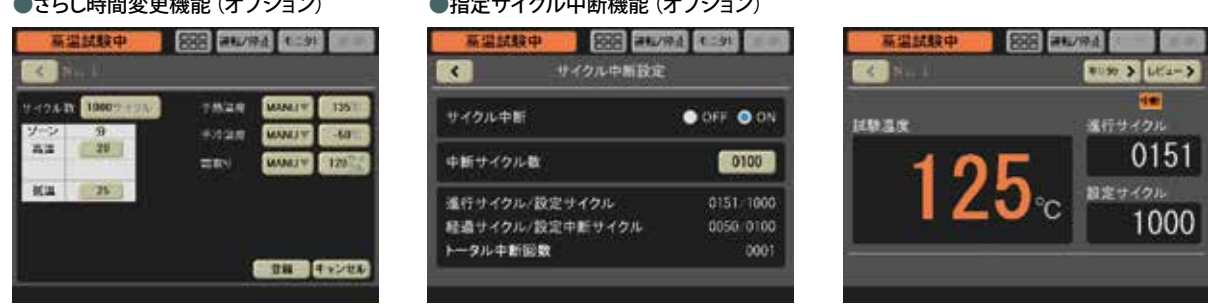 ●さらし時間変更機能（オプション）
高温試験中 運転/停止 モニタ1
No. 1
サイクル数 1000サイクル
ゾーン 分
高温 20
低温 25
予熱温度 MANU▼ 135℃
予冷温度 MANU▼ -50℃
霜取り MANU▼ 120
登録 キャンセル
●指定サイクル中断機能（オプション）
高温試験中 運転/停止 モニタ1
サイクル中断設定
サイクル中断 OFF ON
中断サイクル数 0100
進行サイクル/設定サイクル 0151/1000
経過サイクル/設定中断サイクル 0050/0100
トータル中断回数 0001
高温試験中 運転/停止
No. 1
レビュー
中断
試験温度
125℃
進行サイクル
0151
設定サイクル
1000